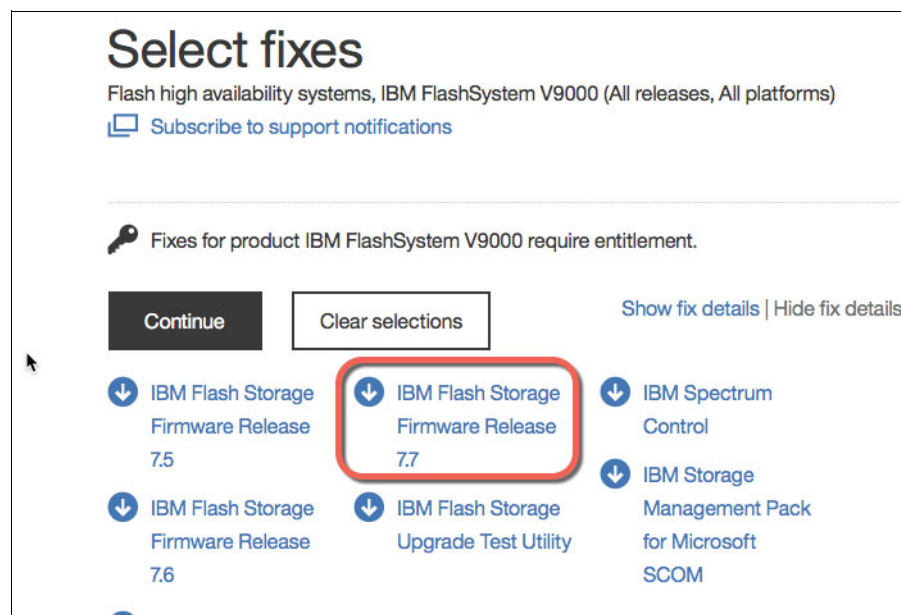 Select fixes
Flash high availability systems, IBM FlashSystem V9000 (All releases, All platforms)
Subscribe to support notifications
Fixes for product IBM FlashSystem V9000 require entitlement.
Continue
Clear selections
Show fix details | Hide fix details
IBM Flash Storage
Firmware Release
7.5
IBM Flash Storage
Firmware Release
7.6
IBM Flash Storage
Firmware Release
7.7
IBM Flash Storage
Upgrade Test Utility
IBM Spectrum
Control
IBM Storage
Management Pack
for Microsoft
SCOM